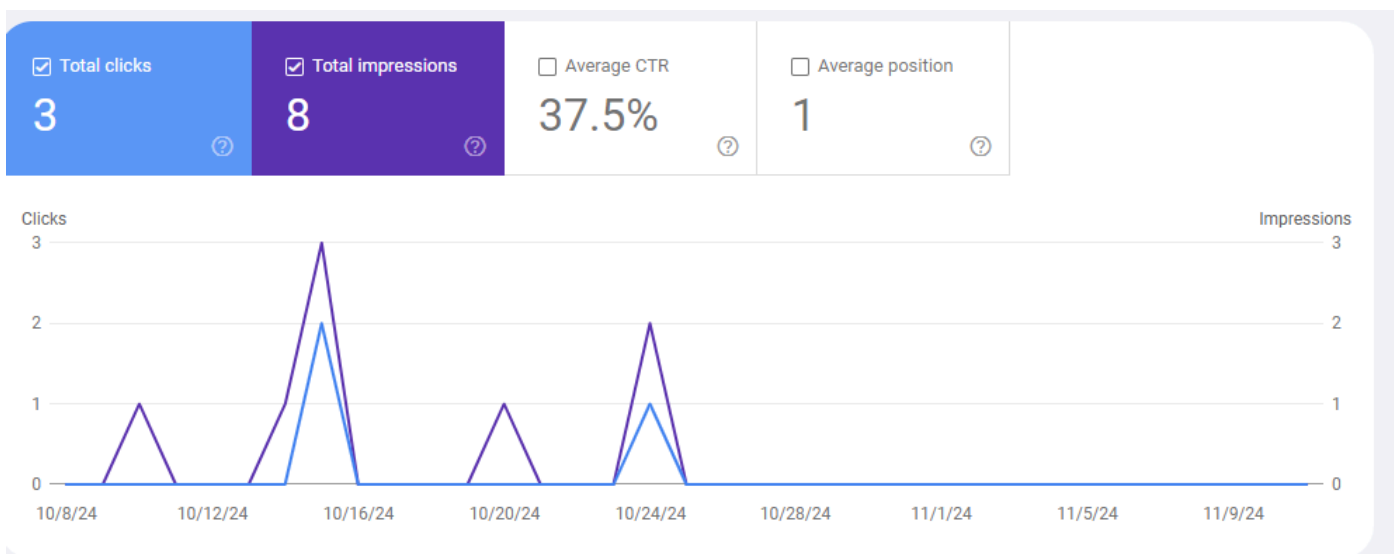 Total clicks
3
Total impressions
8
Average CTR
37.5%
Average position
1
Clicks
Impressions
3
3
2
2
1
1
0
0
10/8/24 10/12/24 10/16/24 10/20/24 10/24/24 10/28/24 11/1/24 11/5/24 11/9/24